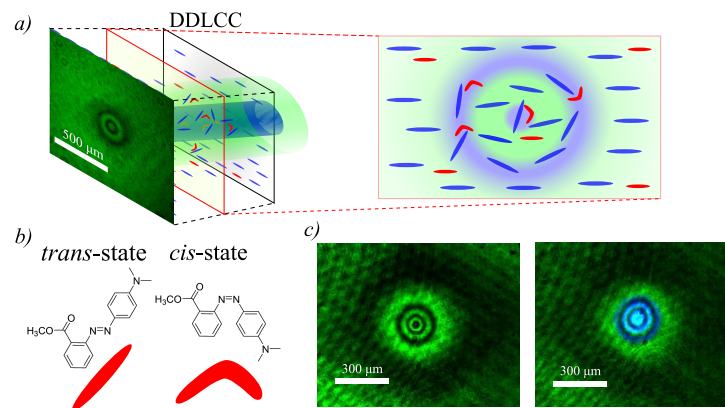 a)
DDLCC
500 μm
b)
trans-state
cis-state
O
H₃CO
N=N
N
O
H₃CO
N=N
N
c)
300 μm
300 μm